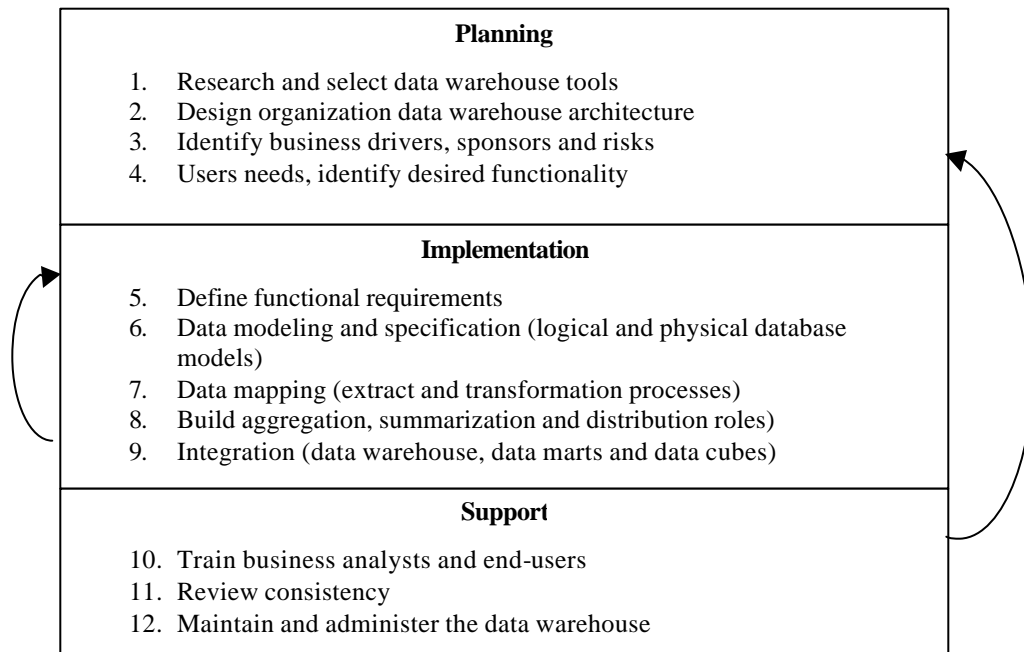 Planning
1. Research and select data warehouse tools
2. Design organization data warehouse architecture
3. Identify business drivers, sponsors and risks
4. Users needs, identify desired functionality
Implementation
5. Define functional requirements
6. Data modeling and specification (logical and physical database
models)
7. Data mapping (extract and transformation processes)
8. Build aggregation, summarization and distribution roles)
9. Integration (data warehouse, data marts and data cubes)
Support
10. Train business analysts and end-users
11. Review consistency
12. Maintain and administer the data warehouse